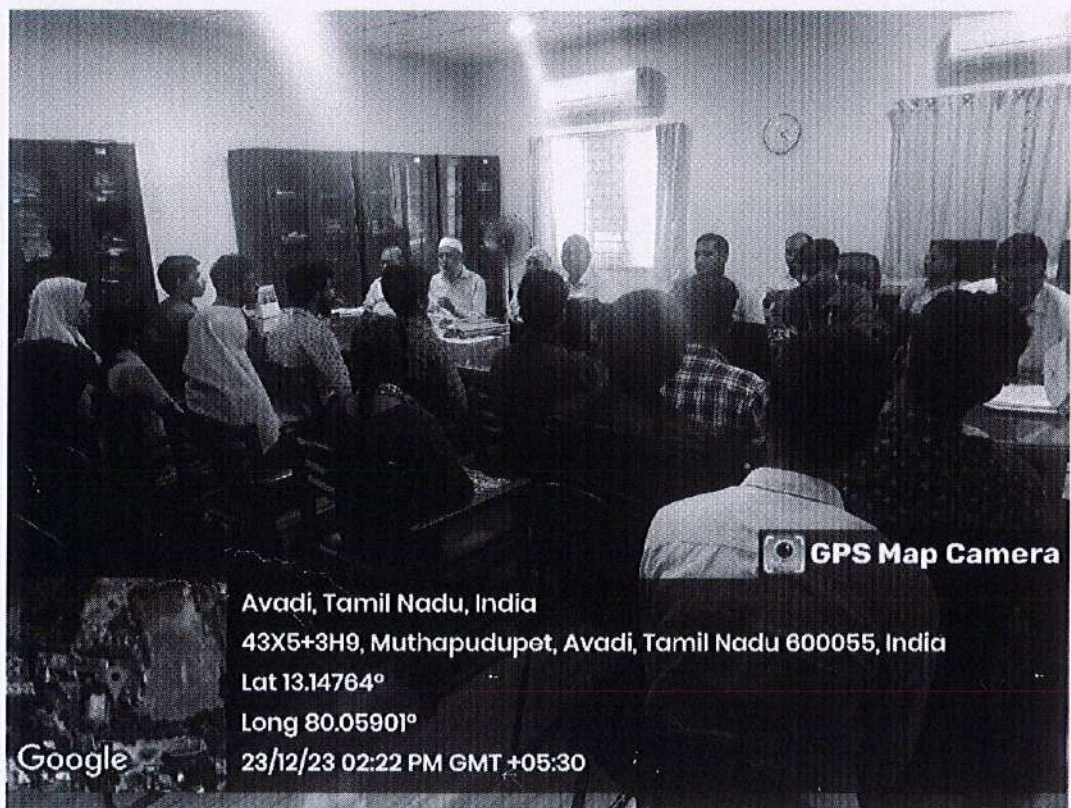 GPS Map Camera
Avadi, Tamil Nadu, India
43X5+3H9, Muthapudupet, Avadi, Tamil Nadu 600055, India
Lat 13.14764°
Long 80.05901°
23/12/23 02:22 PM GMT +05:30
Google